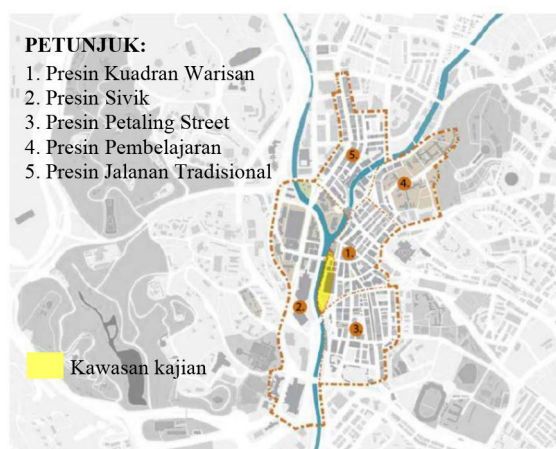 PETUNJUK:
1. Presin Kuadran Warisan
2. Presin Sivik
3. Presin Petaling Street
4. Presin Pembelajaran
5. Presin Jalanan Tradisional
5.
4.
1.
2.
3.
Kawasan kajian